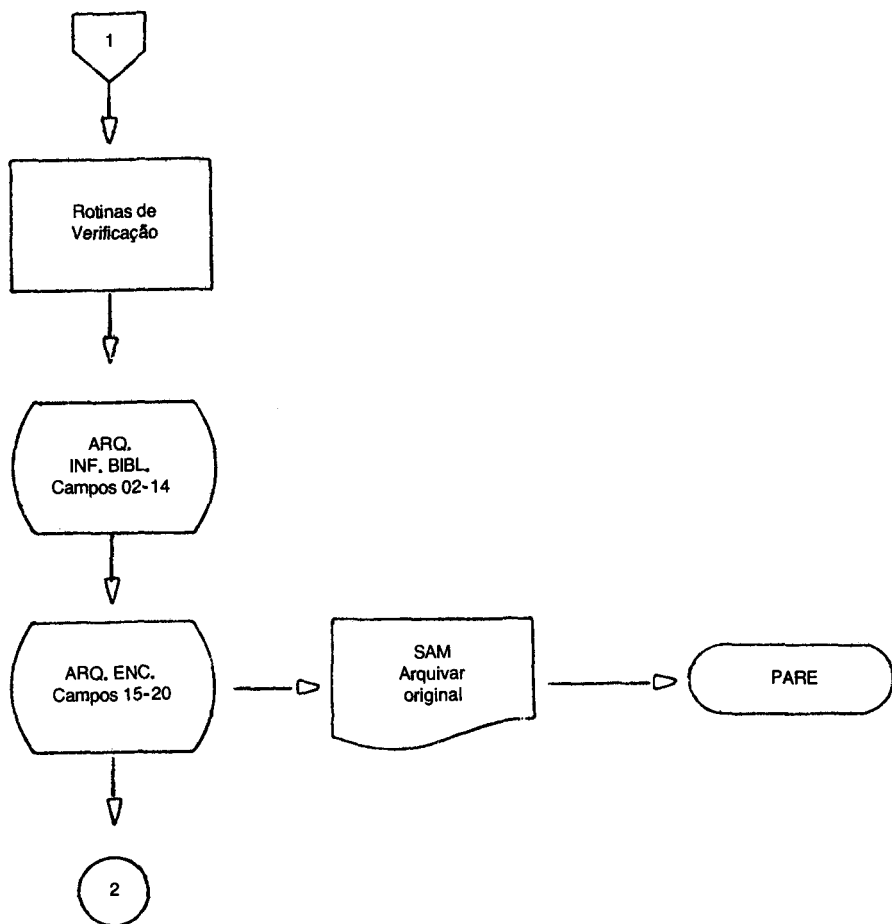 1
Rotinas de
Verificação
ARQ.
INF. BIBL.
Campos 02-14
ARQ. ENC.
Campos 15-20
SAM
Arquivar
original
PARE
2